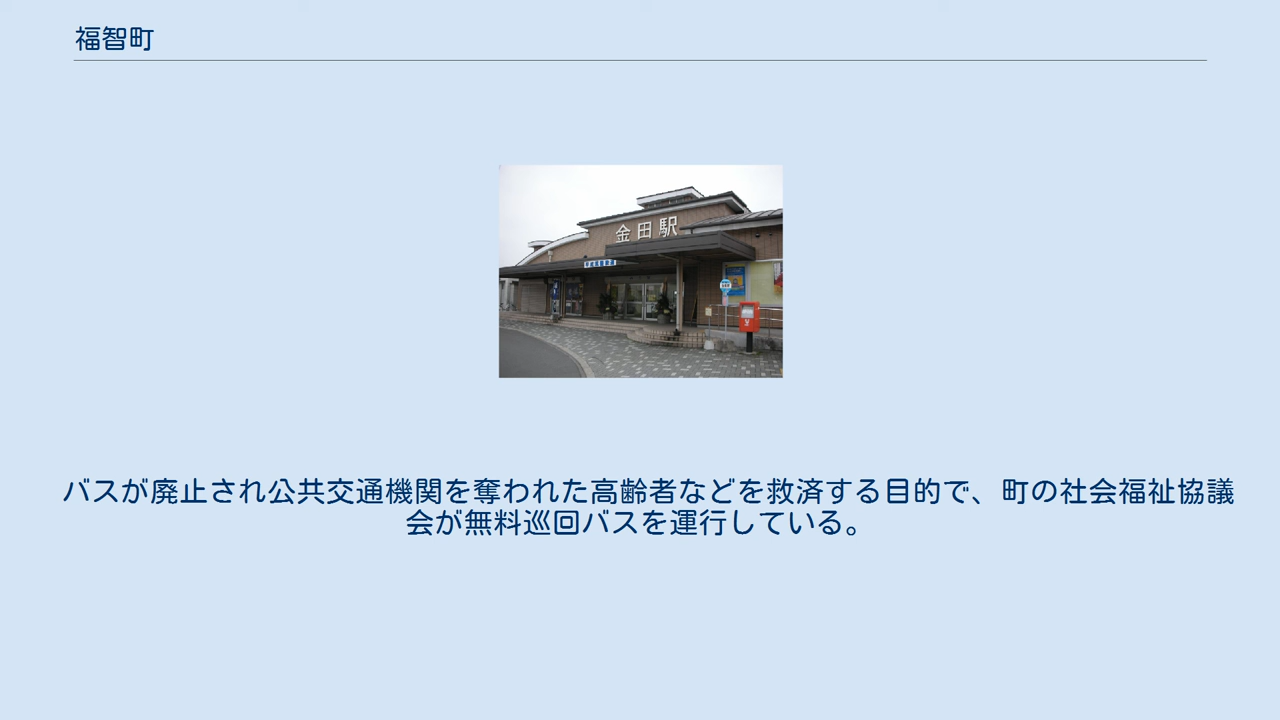 福智町
金田駅
バスが廃止され公共交通機関を奪われた高齢者などを救済する目的で、町の社会福祉協議
会が無料巡回バスを運行している。